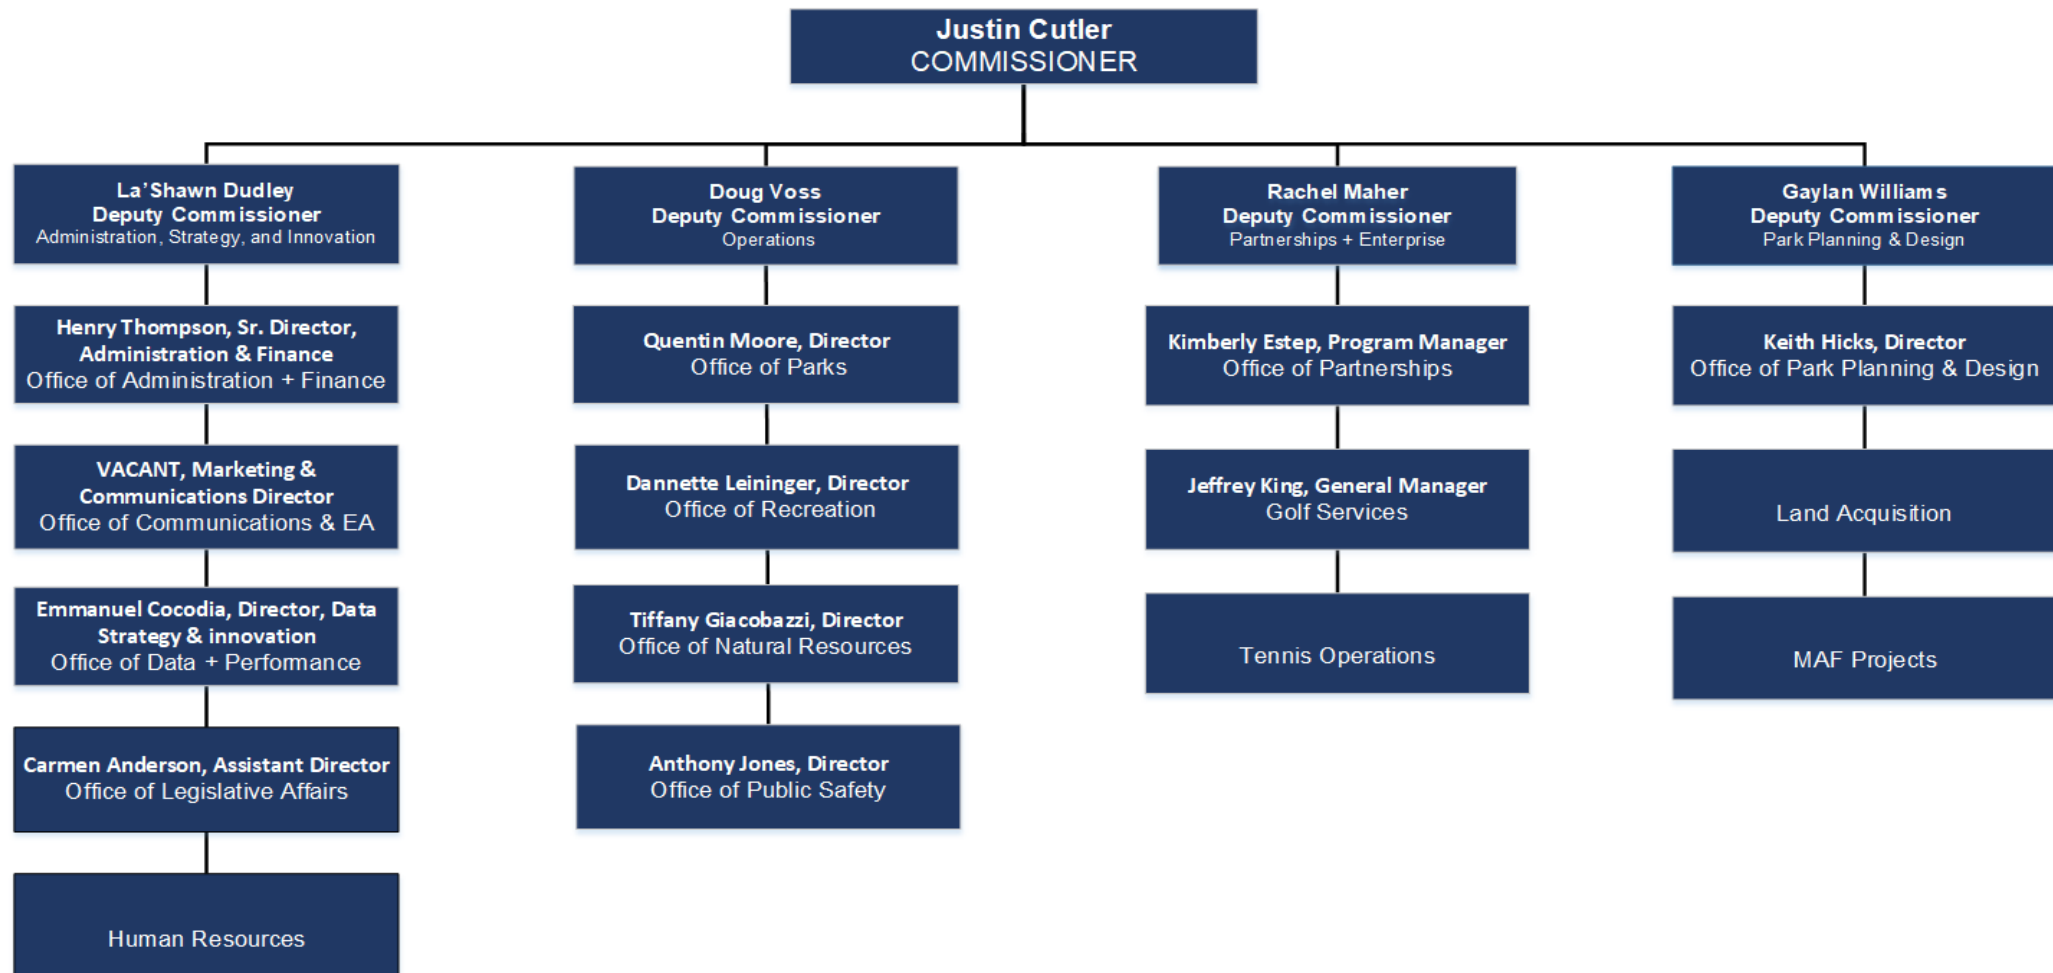 Justin Cutler
COMMISSIONER
La’Shawn Dudley
Deputy Commissioner
Administration, Strategy, and Innovation
Henry Thompson, Sr. Director,
Administration & Finance
Office of Administration + Finance
VACANT, Marketing &
Communications Director
Office of Communications & EA
Emmanuel Cocodia, Director, Data
Strategy & innovation
Office of Data + Performance
Carmen Anderson, Assistant Director
Office of Legislative Affairs
Human Resources
Doug Voss
Deputy Commissioner
Operations
Quentin Moore, Director
Office of Parks
Dannette Leininger, Director
Office of Recreation
Tiffany Giacobazzi, Director
Office of Natural Resources
Anthony Jones, Director
Office of Public Safety
Rachel Maher
Deputy Commissioner
Partnerships + Enterprise
Kimberly Estep, Program Manager
Office of Partnerships
Jeffrey King, General Manager
Golf Services
Tennis Operations
Gaylan Williams
Deputy Commissioner
Park Planning & Design
Keith Hicks, Director
Office of Park Planning & Design
Land Acquisition
MAF Projects